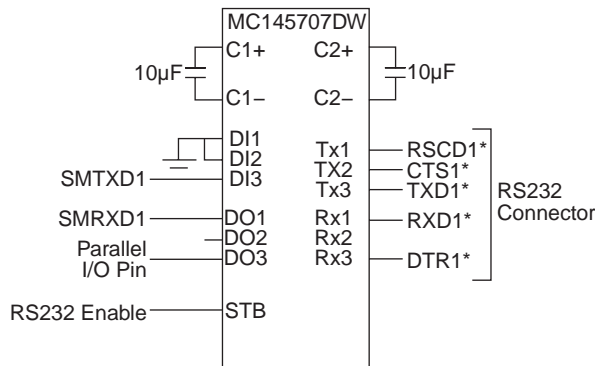 MC145707DW
C1+ C2+
10µF 10µF
C1− C2−
DI1
DI2 Tx1 RSCD1*
SMTXD1 DI3 TX2 CTS1*
Tx3 TXD1*
RS232
Connector
SMRXD1 DO1 Rx1 RXD1*
DO2 Rx2
Parallel
I/O Pin
DO3 Rx3 DTR1*
RS232 Enable STB